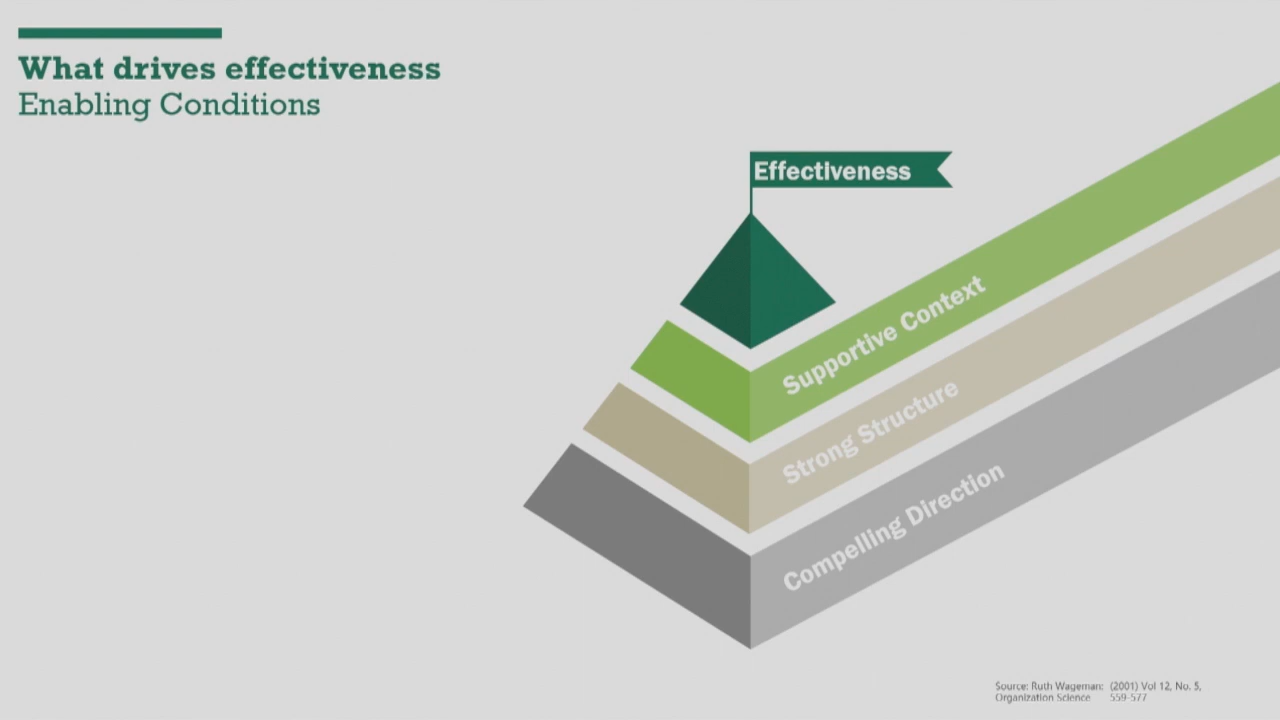 What drives effectiveness
Enabling Conditions
Effectiveness
Supportive Context
Strong Structure
Compelling Direction
Source: Ruth Wageman: (2001) Vol 12, No. 5,
Organization Science 559-577